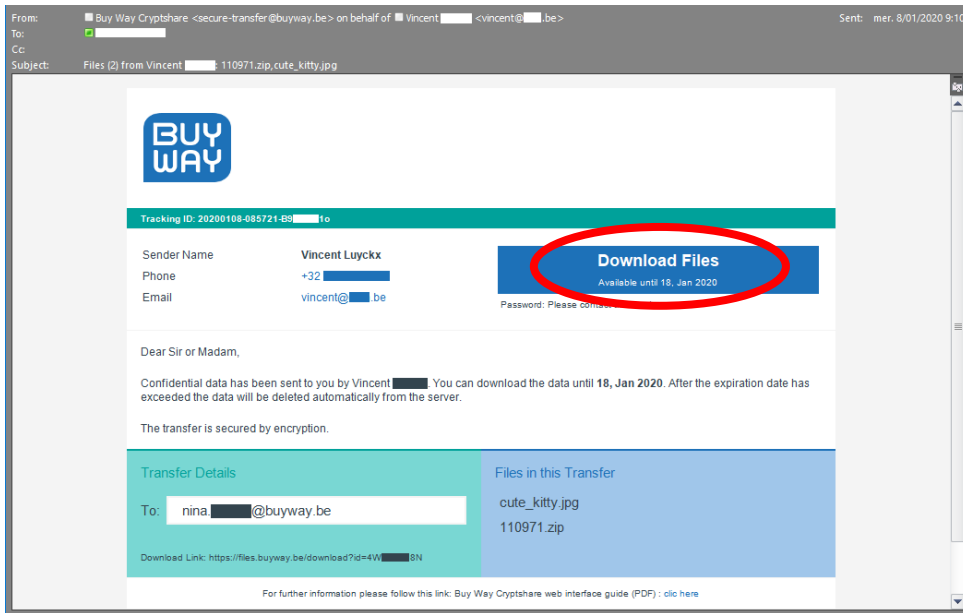 From: Buy Way Cryptshare <secure-transfer@buyway.be> on behalf of Vincent <vincent@ .be> Sent: mer. 8/01/2020 9:10
To:
Cc:
Subject: Files (2) from Vincent : 110971.zip,cute_kitty.jpg
BUY
WAY
Tracking ID: 20200108-085721-B9 1o
Sender Name Vincent Luyckx
Phone +32
Email vincent@ .be
Download Files
Available until 18, Jan 2020
Password: Please
Dear Sir or Madam,
Confidential data has been sent to you by Vincent . You can download the data until 18, Jan 2020. After the expiration date has
exceeded the data will be deleted automatically from the server.
The transfer is secured by encryption.
Transfer Details
To: nina. @buyway.be
Download Link: https://files.buyway.be/download?id=4W 8N
Files in this Transfer
cute_kitty.jpg
110971.zip
For further information please follow this link: Buy Way Cryptshare web interface guide (PDF) : clic here